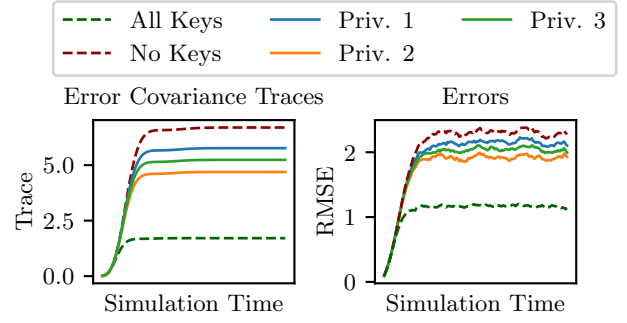 All Keys
Priv. 1
Priv. 3
No Keys
Priv. 2
Error Covariance Traces
Errors
5.0
2.5
0.0
Trace
Simulation Time
2
1
0
RMSE
Simulation Time